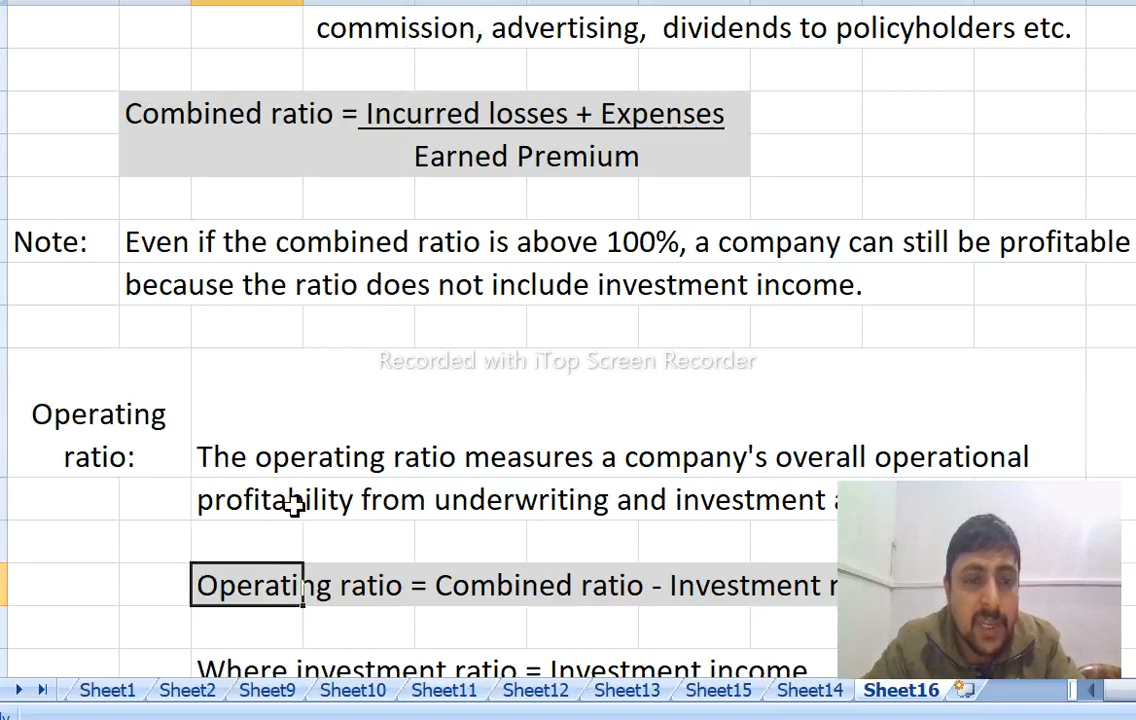 commission, advertising, dividends to policyholders etc.
Combined ratio = Incurred losses + Expenses
Earned Premium
Note: Even if the combined ratio is above 100%, a company can still be profitable
because the ratio does not include investment income.
Recorded with iTop Screen Recorder
Operating
ratio: The operating ratio measures a company's overall operational
profitability from underwriting and investment
Operating ratio = Combined ratio - Investment
Where investment ratio = Investment income
Sheet1 Sheet2 Sheet9 Sheet10 Sheet11 Sheet12 Sheet13 Sheet15 Sheet14 Sheet16